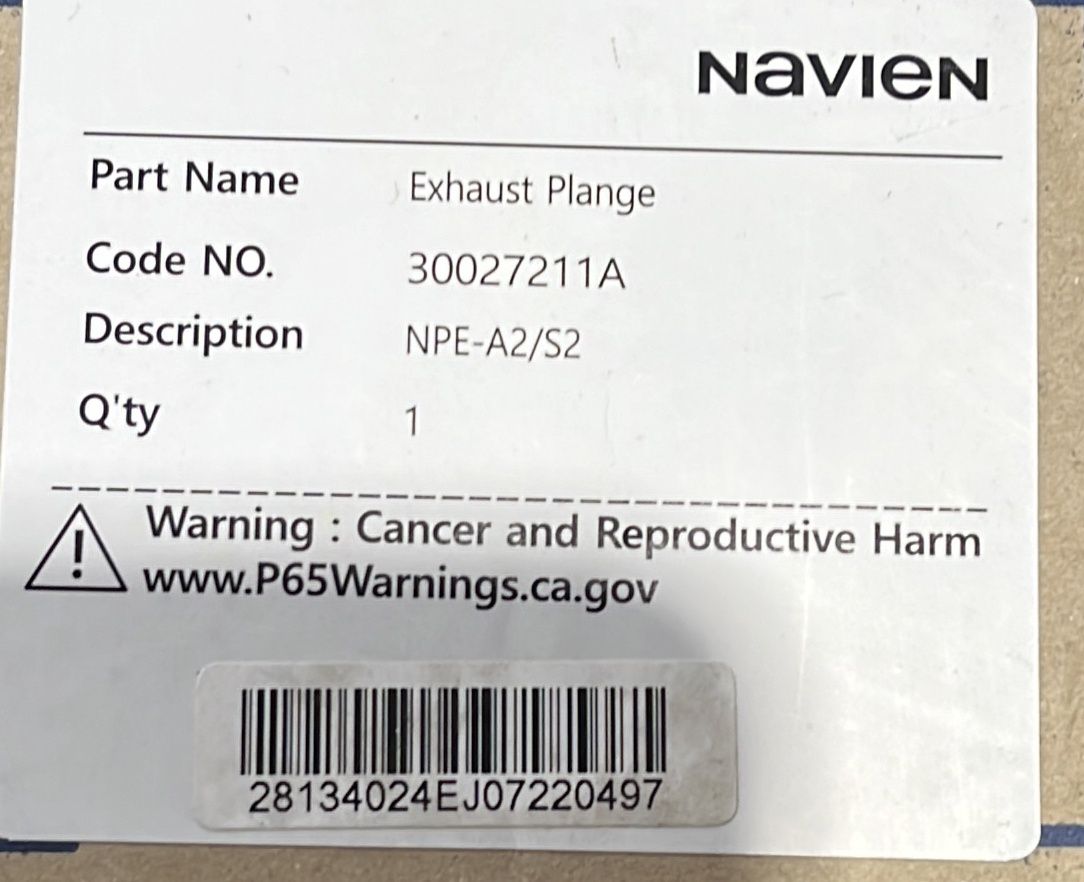 NAVIEN
Part Name Exhaust Plange
Code NO. 30027211A
Description NPE-A2/S2
Q'ty 1
Warning : Cancer and Reproductive Harm
www.P65Warnings.ca.gov
28134024EJ07220497